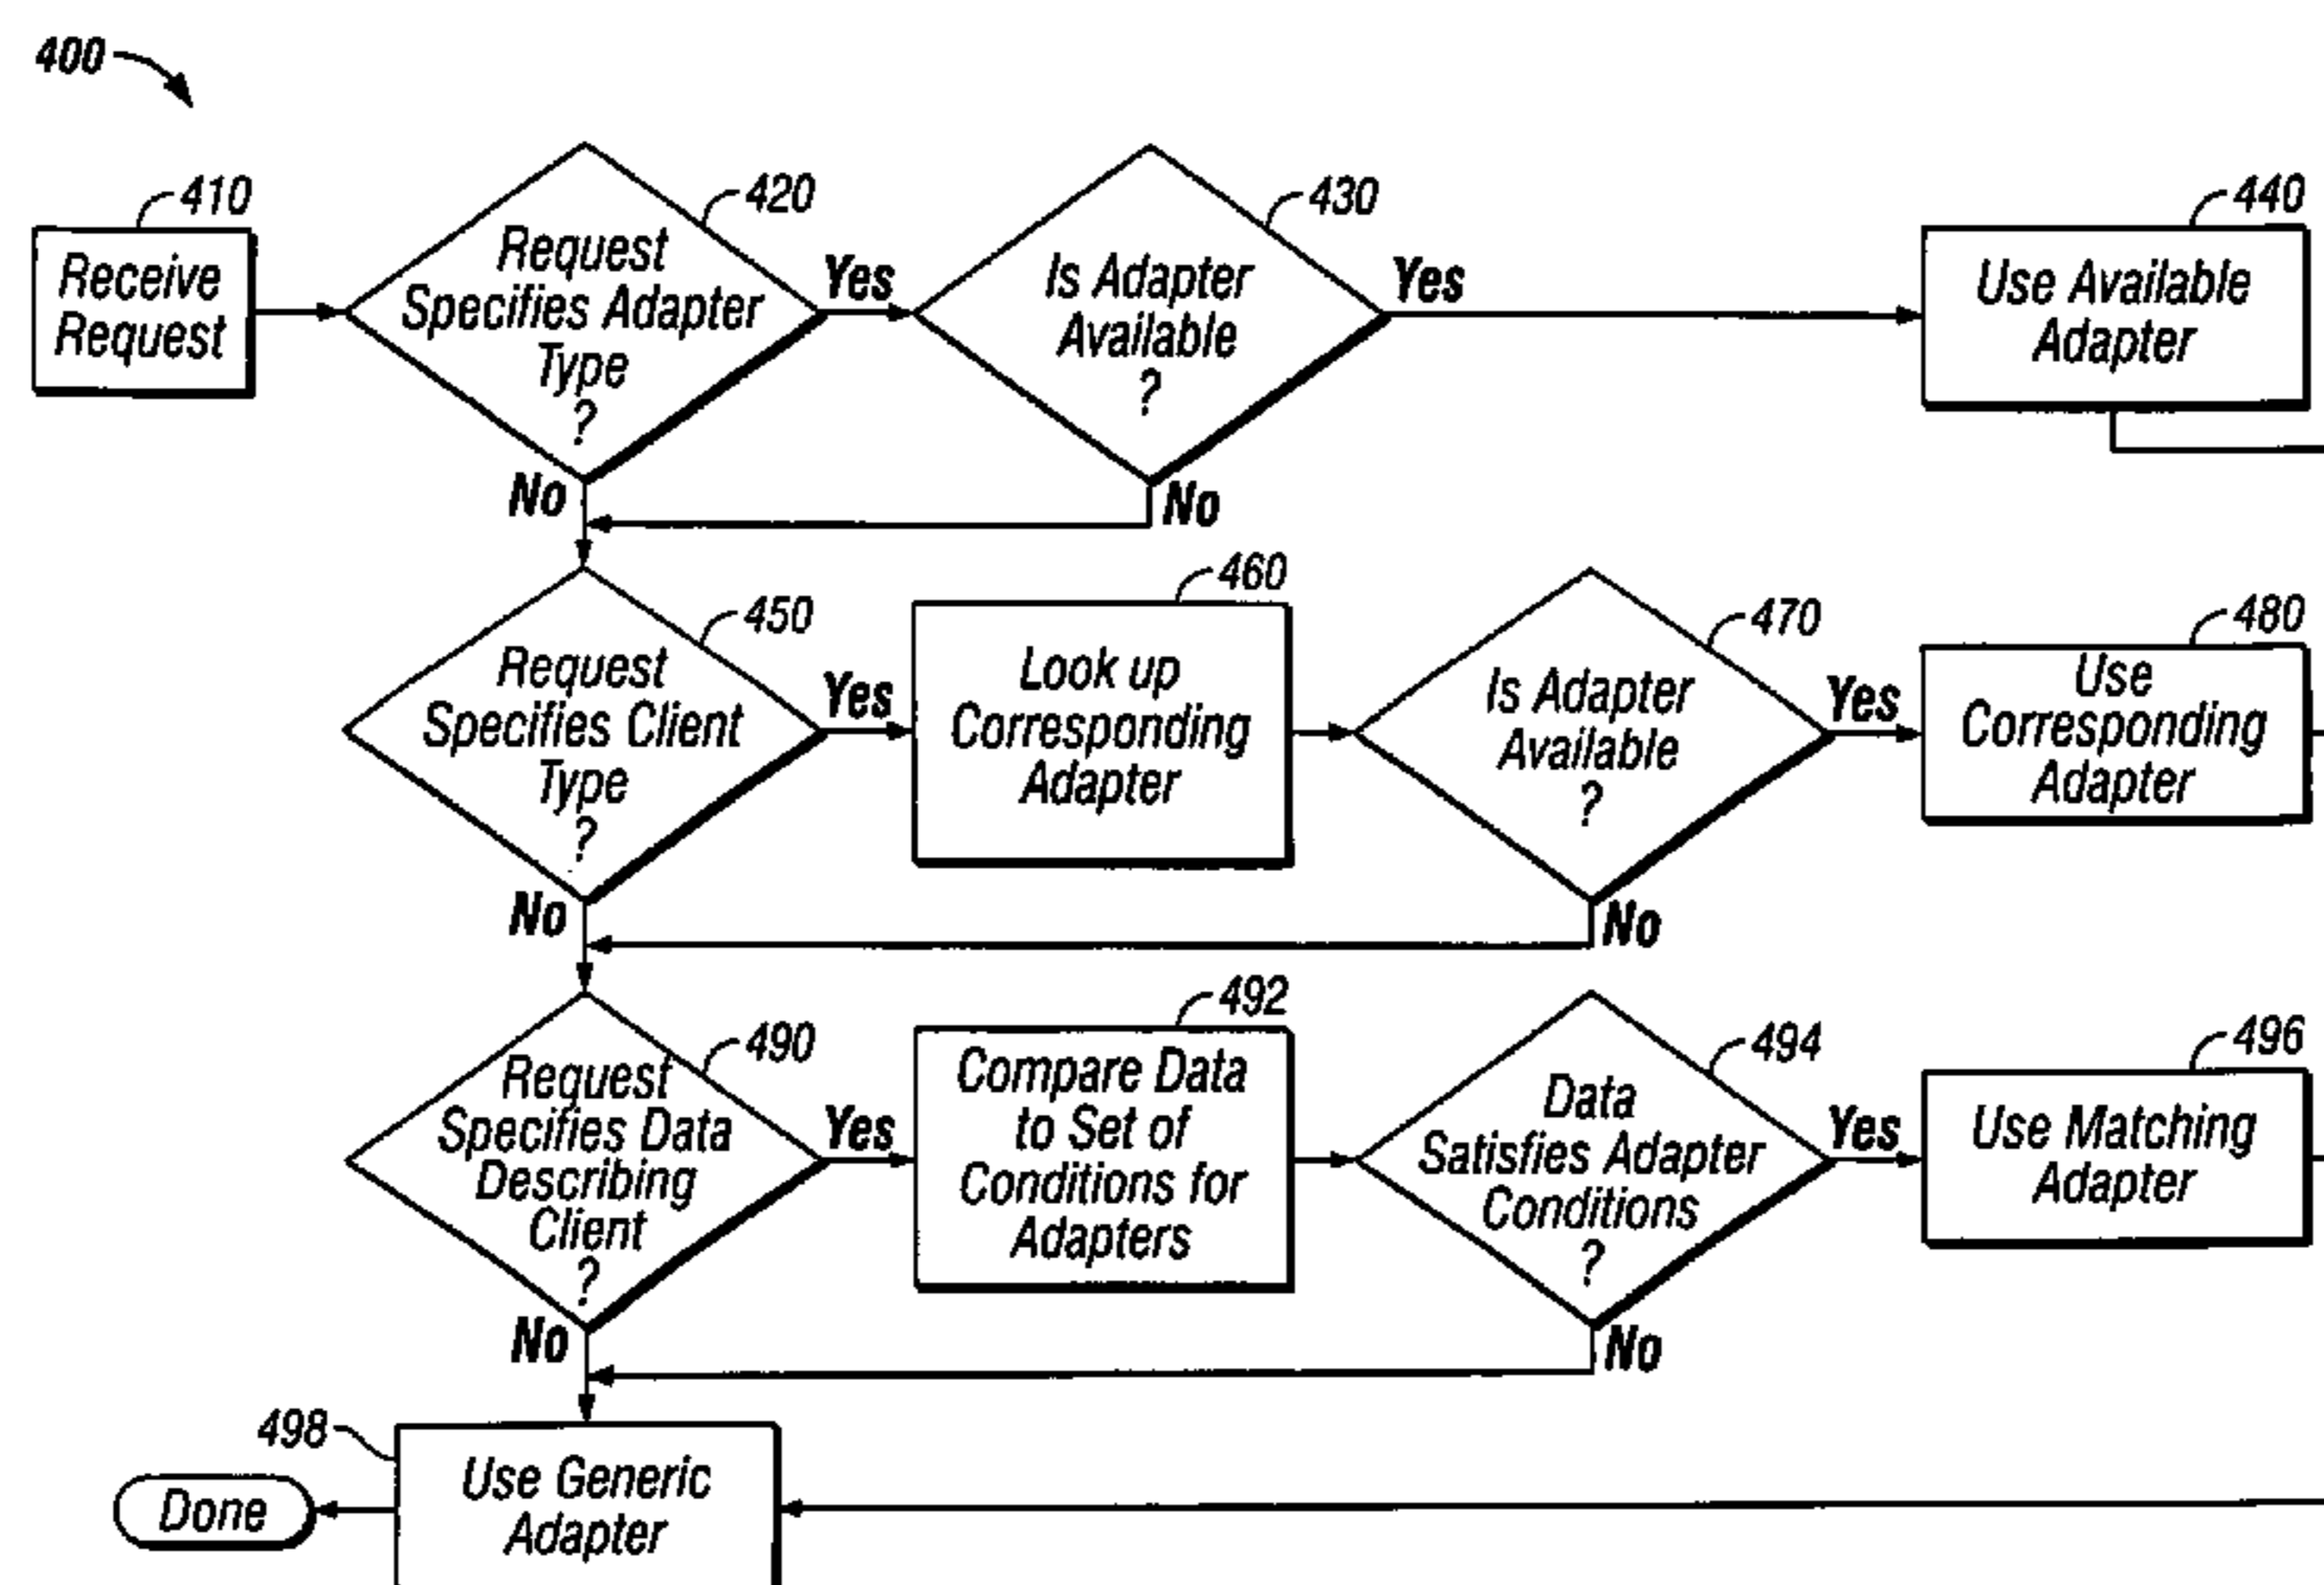 400
410
Receive
Request
420
Request
Specifies Adapter
Type
?
Yes
No
430
Is Adapter
Available
?
Yes
No
440
Use Available
Adapter
450
Request
Specifies Client
Type
?
Yes
No
460
Look up
Corresponding
Adapter
470
Is Adapter
Available
?
Yes
No
480
Use
Corresponding
Adapter
490
Request
Specifies Data
Describing
Client
?
Yes
No
492
Compare Data
to Set of
Conditions for
Adapters
494
Data
Satisfies Adapter
Conditions
?
Yes
No
496
Use Matching
Adapter
498
Use Generic
Adapter
Done